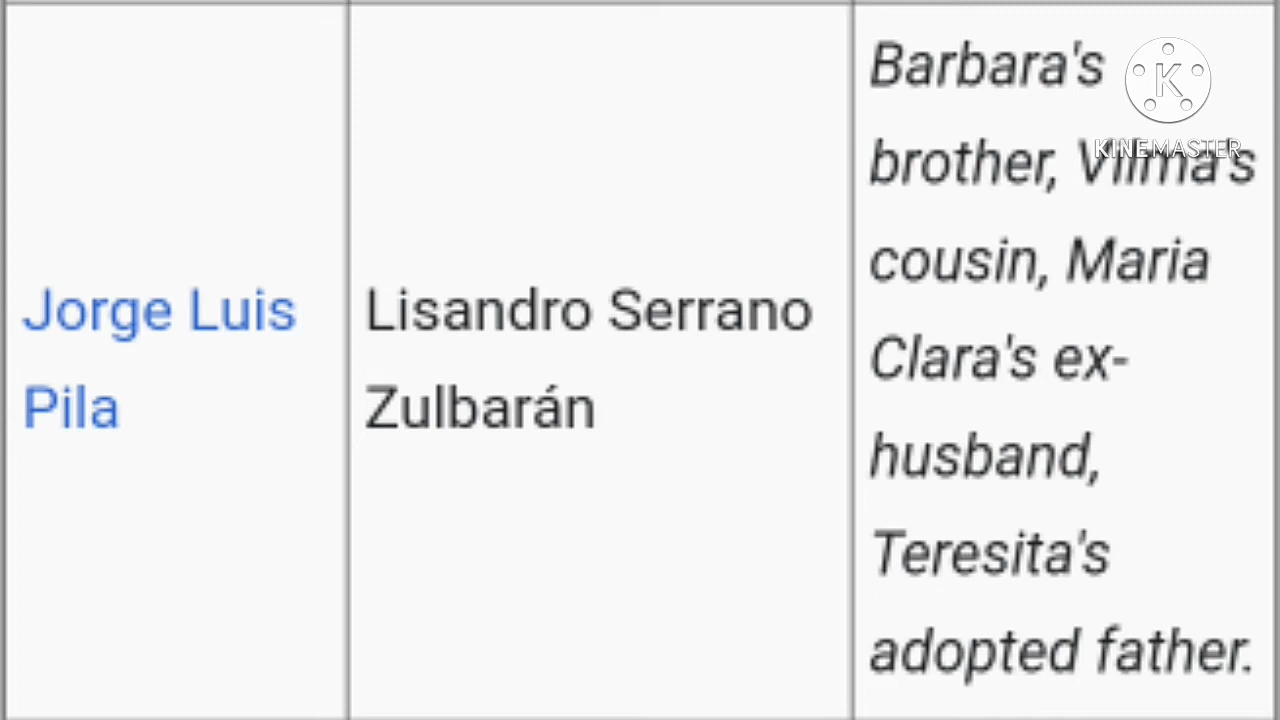 Jorge Luis
Pila
Lisandro Serrano
Zulbarán
Barbara's
brother, Vilma's
cousin, Maria
Clara's ex-
husband,
Teresita's
adopted father.
K
KINEMASTER